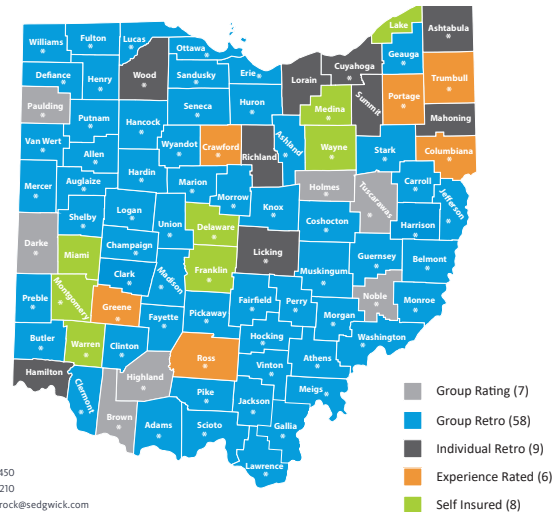 Williams
*
Fulton
*
Lucas
*
Ottawa
*
Lake
*
Ashtabula
*
Geauga
*
Cuyahoga
*
Wood
*
Sandusky
*
Erie
*
Lorain
*
Trumbull
*
Defiance
*
Henry
*
Seneca
*
Huron
*
Medina
*
Summit
*
Portage
*
Mahoning
*
Paulding
*
Putnam
*
Hancock
*
Van Wert
*
Allen
*
Wyandot
*
Crawford
*
Richland
*
Ashland
*
Wayne
*
Stark
*
Columbiana
*
Hardin
*
Mercer
*
Auglaize
*
Marion
*
Morrow
*
Holmes
*
Tuscarawas
*
Carroll
*
Jefferson
*
Shelby
*
Logan
*
Union
*
Knox
*
Coshocton
*
Harrison
*
Delaware
*
Darke
*
Miami
*
Champaign
*
Licking
*
Guernsey
*
Belmont
*
Clark
*
Madison
*
Franklin
*
Muskingum
*
Preble
*
Montgomery
*
Greene
*
Fayette
*
Pickaway
*
Fairfield
*
Perry
*
Morgan
*
Noble
*
Monroe
*
Butler
*
Warren
*
Clinton
*
Ross
*
Hocking
*
Athens
*
Washington
*
Hamilton
*
Clermont
*
Highland
*
Vinton
*
Meigs
*
Brown
*
Adams
*
Pike
*
Scioto
*
Jackson
*
Gallia
*
Lawrence
*
Group Rating (7)
Group Retro (58)
Individual Retro (9)
Experience Rated (6)
Self Insured (8)
450
210
rock@sedgwick.com